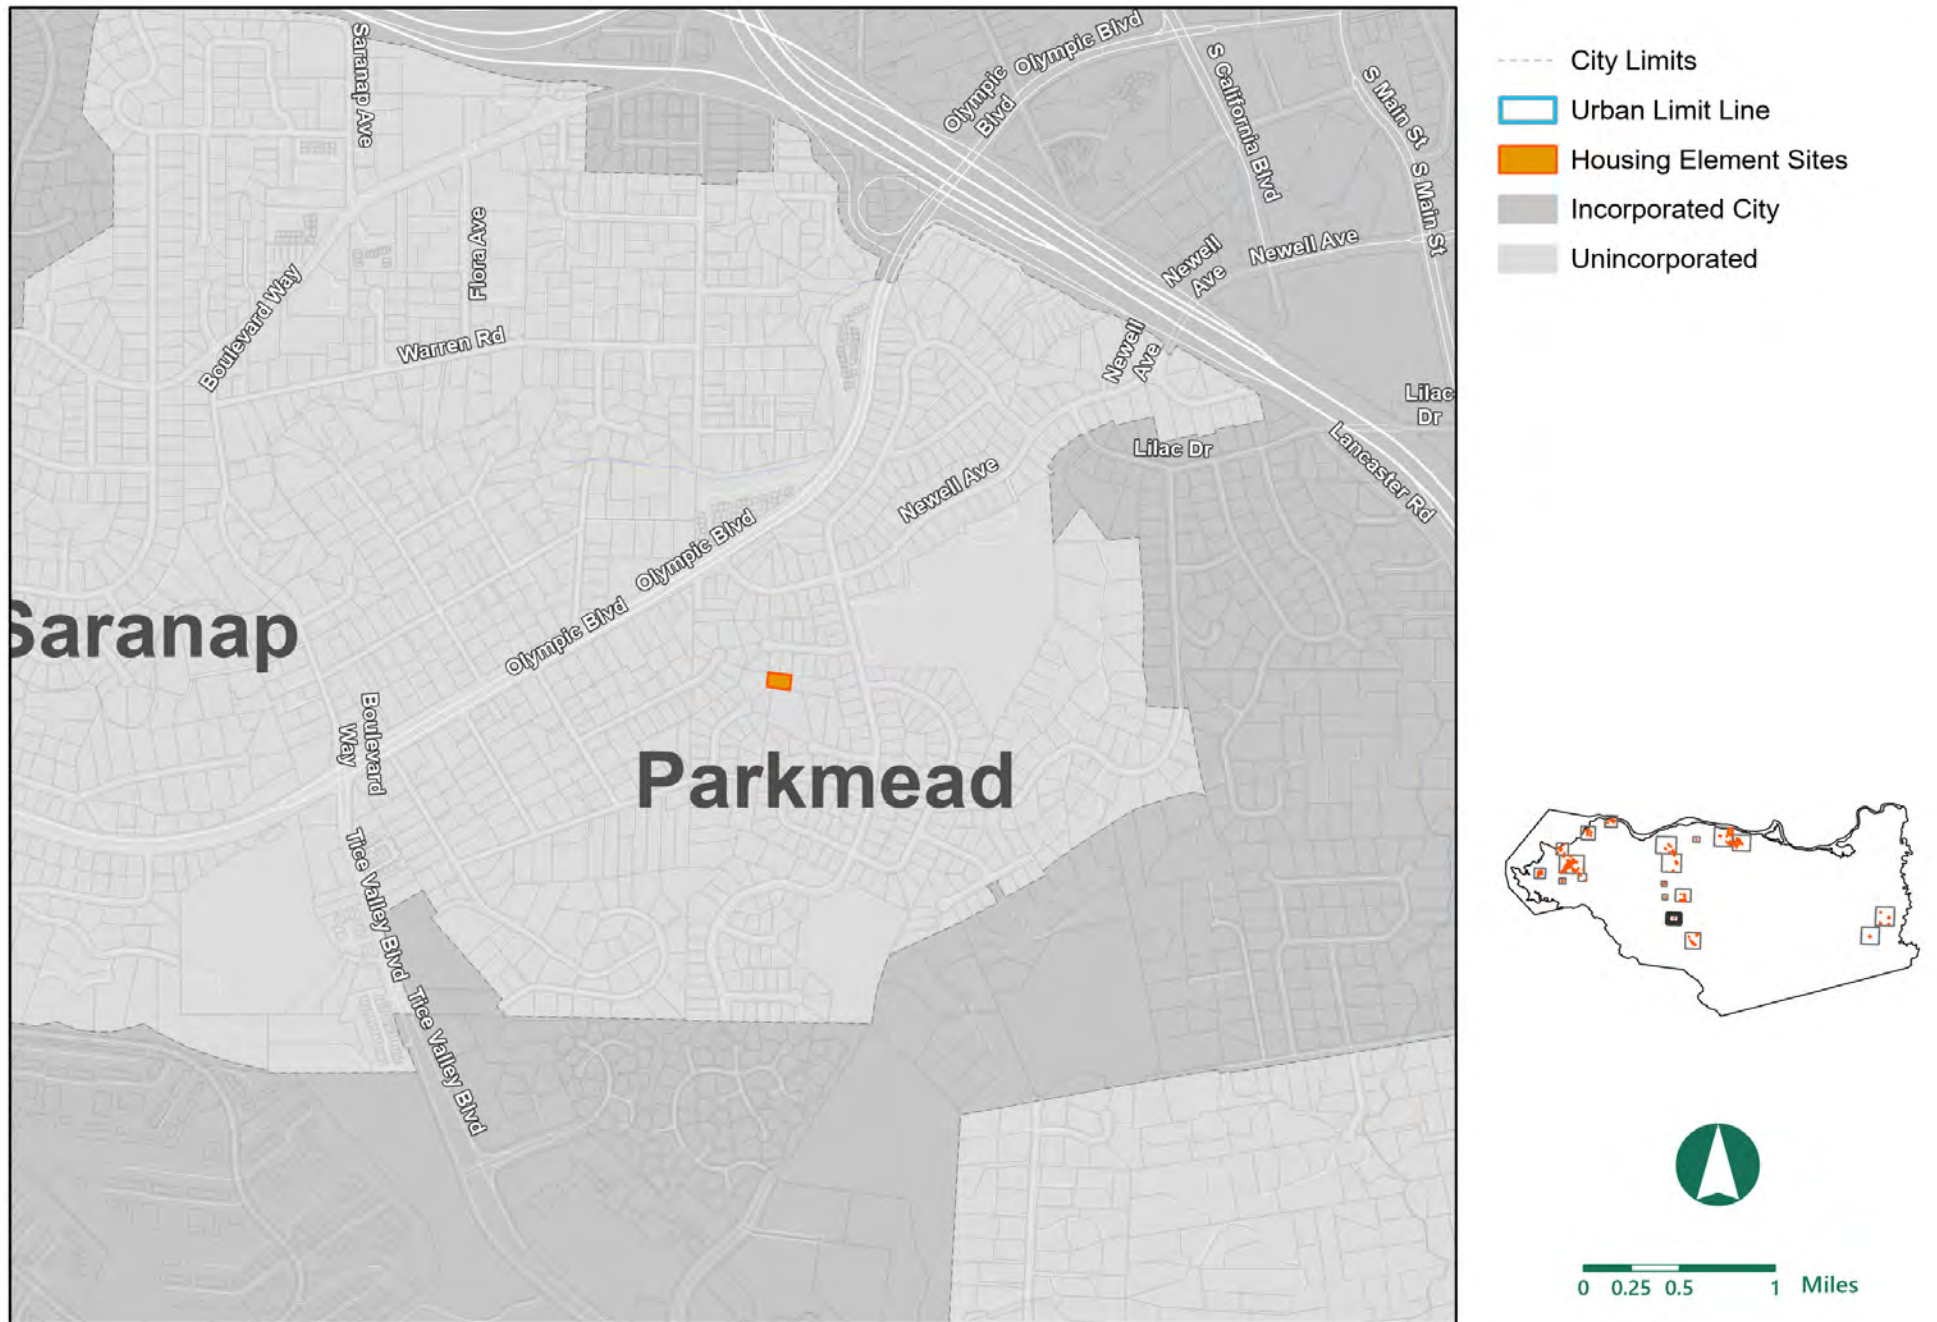 Saranap Ave
Olympic Blvd
Olympic
Blvd
S California Blvd
S Main St
S Main St
Newell Ave
Newell
Ave
Flora Ave
Boulevard Way
Warren Rd
Newell
Ave
Lilac
Dr
Lilac Dr
Lancaster Rd
Newell Ave
Olympic Blvd
Olympic Blvd
Saranap
Boulevard
Way
Parkmead
Tice Valley Blvd
Tice Valley Blvd
City Limits
Urban Limit Line
Housing Element Sites
Incorporated City
Unincorporated
0 0.25 0.5 1 Miles